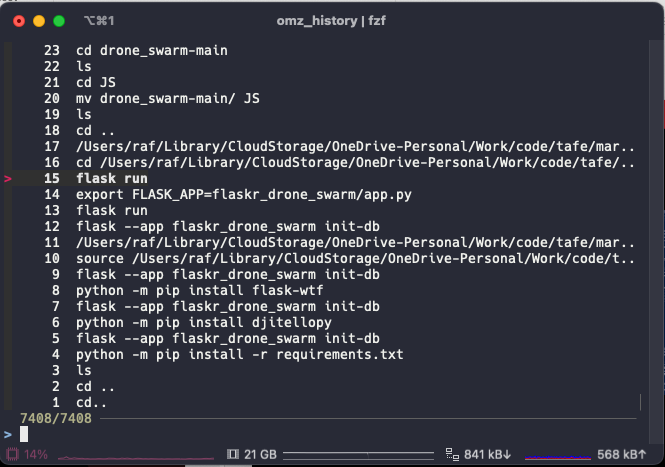 ⌥⌘1
omz_history | fzf
23 cd drone_swarm-main
22 ls
21 cd JS
20 mv drone_swarm-main/ JS
19 ls
18 cd ..
17 /Users/raf/Library/CloudStorage/OneDrive-Personal/Work/code/tafe/mar..
16 cd /Users/raf/Library/CloudStorage/OneDrive-Personal/Work/code/tafe/..
> 15 flask run
14 export FLASK_APP=flaskr_drone_swarm/app.py
13 flask run
12 flask --app flaskr_drone_swarm init-db
11 /Users/raf/Library/CloudStorage/OneDrive-Personal/Work/code/tafe/mar..
10 source /Users/raf/Library/CloudStorage/OneDrive-Personal/Work/code/t..
9 flask --app flaskr_drone_swarm init-db
8 python -m pip install flask-wtf
7 flask --app flaskr_drone_swarm init-db
6 python -m pip install djitellopy
5 flask --app flaskr_drone_swarm init-db
4 python -m pip install -r requirements.txt
3 ls
2 cd ..
1 cd..
7408/7408
>
14% 21 GB 841 kB↓ 568 kB↑